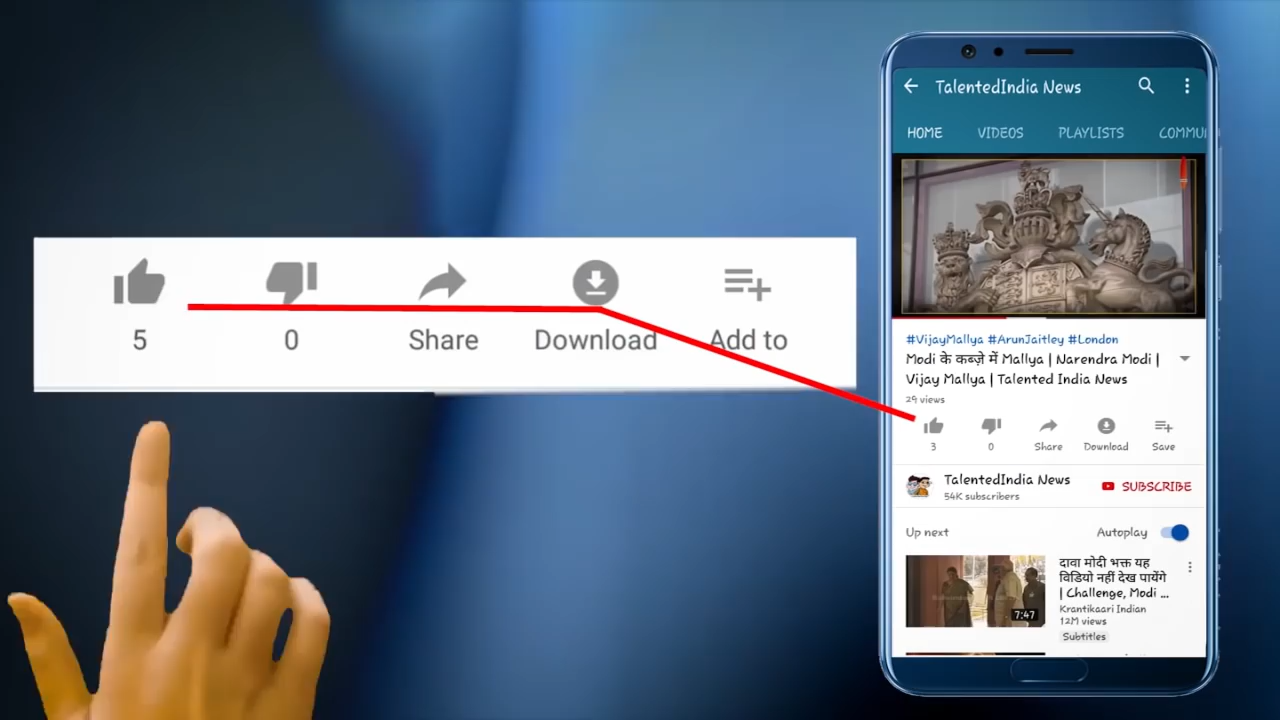 5
0
Share
Download
Add to
TalentedIndia News
HOME VIDEOS PLAYLISTS COMMU
#VijayMallya #ArunJaitley #London
Modi के कब्ज़े में Mallya | Narendra Modi |
Vijay Mallya | Talented India News
29 views
3
0
Share
Download
Save
TalentedIndia News
54K subscribers
SUBSCRIBE
Up next
Autoplay
7:47
दावा मोदी भक्त यह
विडियो नहीं देख पायेंगे
| Challenge, Modi ...
Krantikaari Indian
12M views
Subtitles